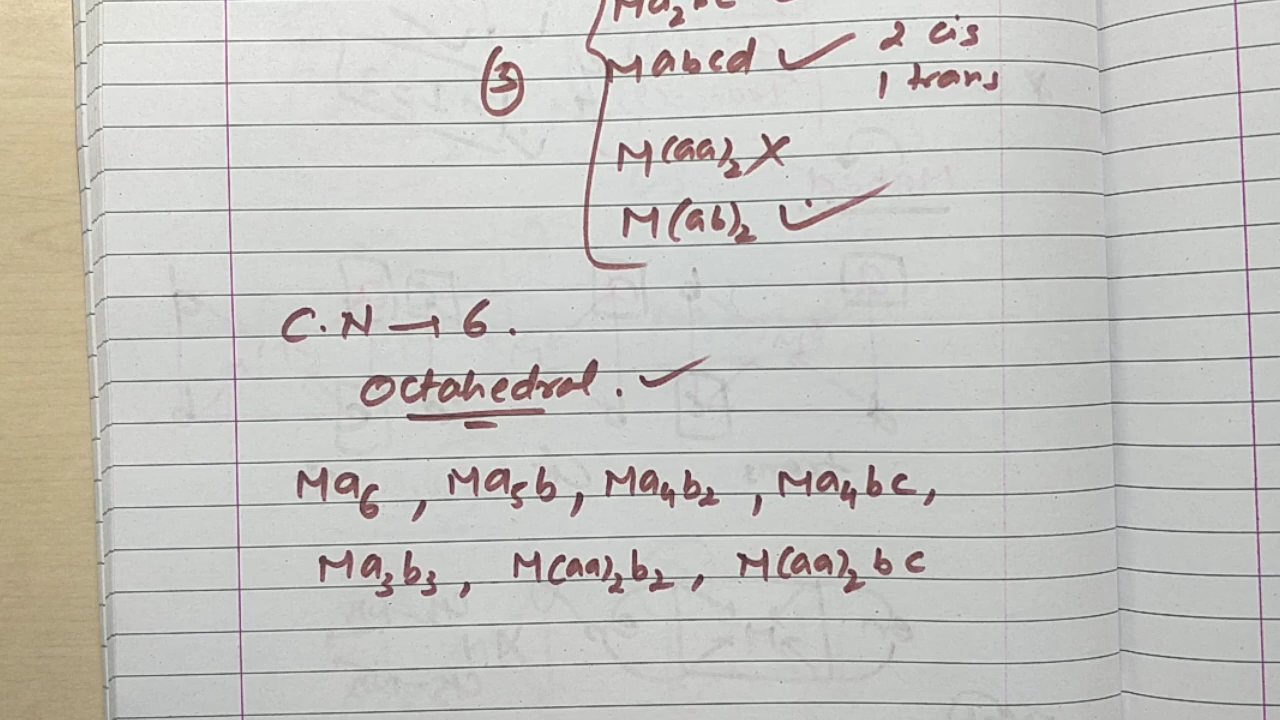 Mabcd ✓ 2 cis
③ 1 trans
M(aa)₂ ✗
M(ab)₂ ✓
C.N → 6.
Octahedral. ✓
Ma₆, Ma₅b, Ma₄b₂, Ma₄bc,
Ma₃b₃, M(aa)₂b₂, M(aa)₂bc